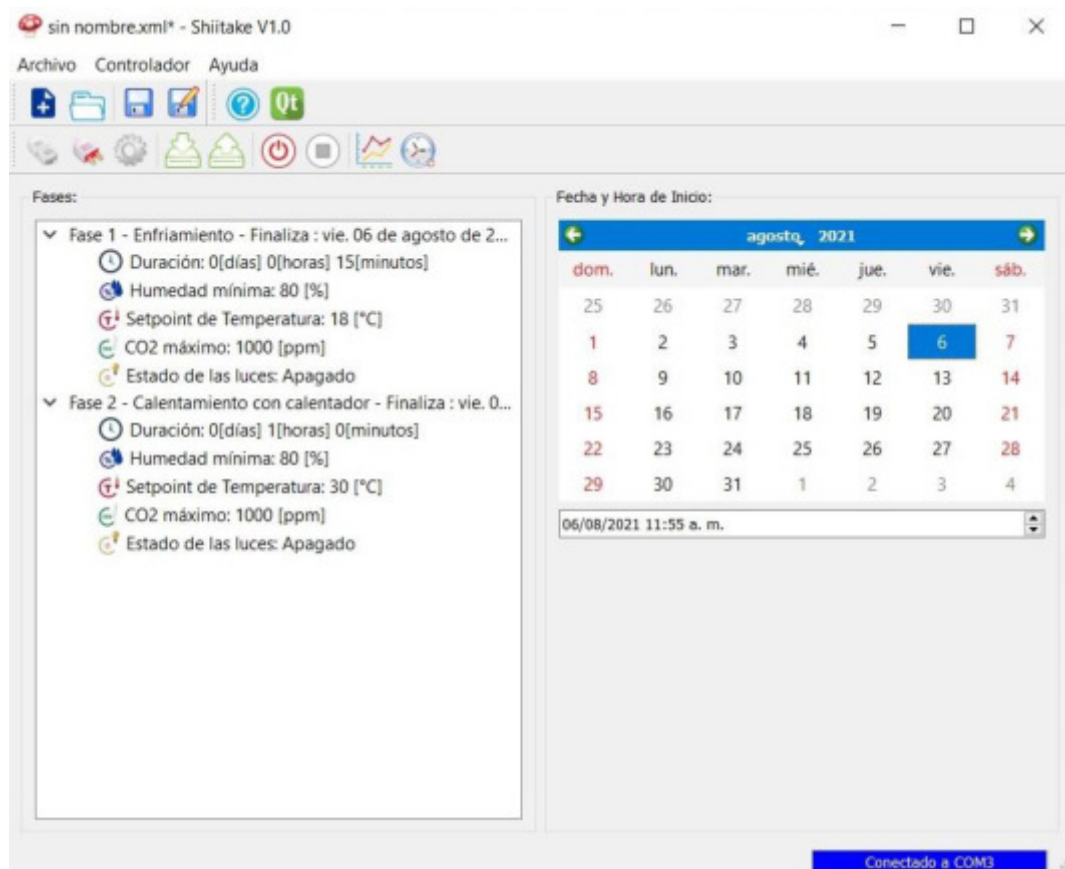 sin nombre.xml* - Shiitake V1.0
Archivo Controlador Ayuda
Qt
Fases:
Fase 1 - Enfriamiento - Finaliza : vie. 06 de agosto de 2...
Duración: 0[días] 0[horas] 15[minutos]
Humedad mínima: 80 [%]
Setpoint de Temperatura: 18 [°C]
CO2 máximo: 1000 [ppm]
Estado de las luces: Apagado
Fase 2 - Calentamiento con calentador - Finaliza : vie. 0...
Duración: 0[días] 1[horas] 0[minutos]
Humedad mínima: 80 [%]
Setpoint de Temperatura: 30 [°C]
CO2 máximo: 1000 [ppm]
Estado de las luces: Apagado
Fecha y Hora de Inicio:
agosto, 2021
dom. lun. mar. mié. jue. vie. sáb.
25 26 27 28 29 30 31
1 2 3 4 5 6 7
8 9 10 11 12 13 14
15 16 17 18 19 20 21
22 23 24 25 26 27 28
29 30 31 1 2 3 4
06/08/2021 11:55 a. m.
Conectado a COM3